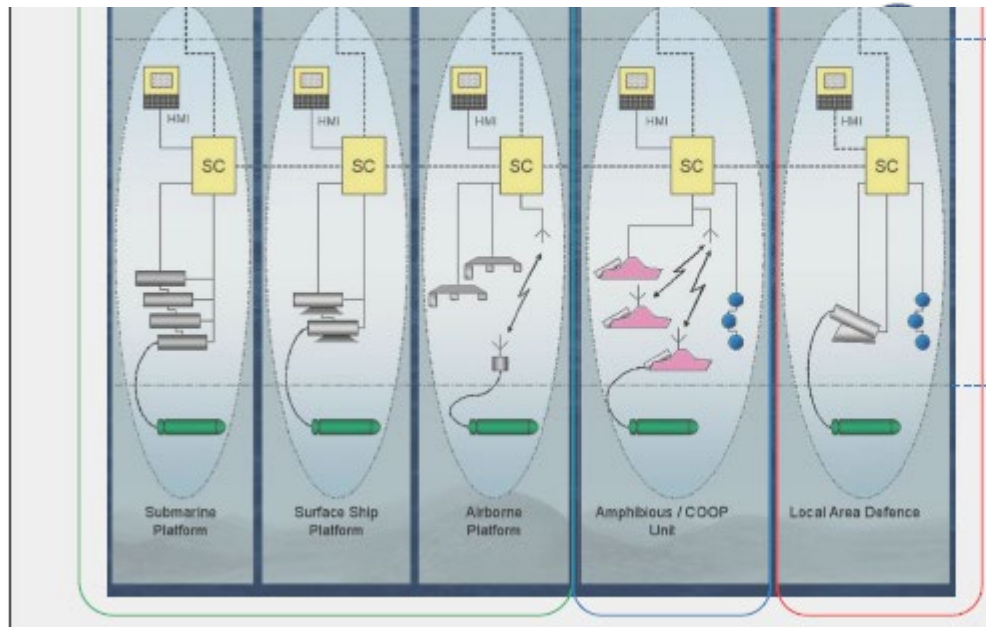 HMI
HMI
HMI
HMI
HMI
SC
SC
SC
SC
SC
Submarine
Platform
Surface Ship
Platform
Airborne
Platform
Amphibious / COOP
Unit
Local Area Defence